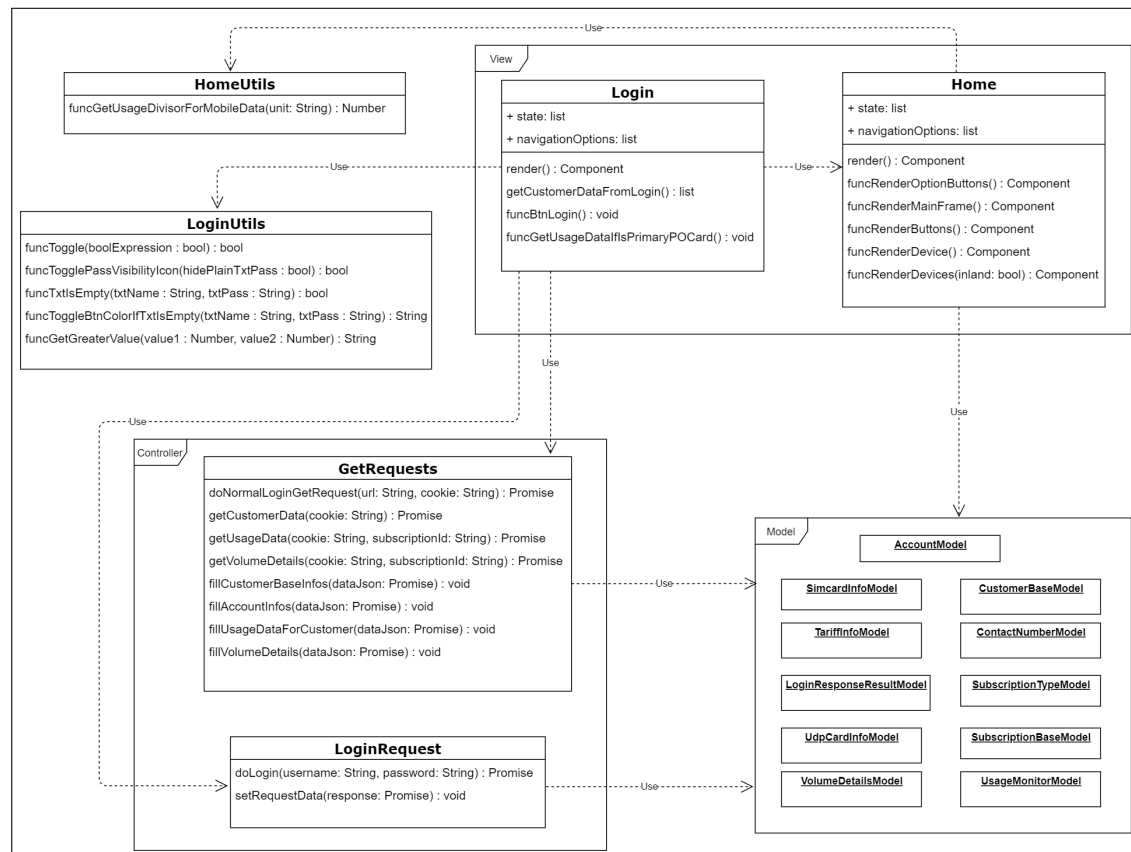 Use
View
HomeUtils
funcGetUsageDivisorForMobileData(unit: String) : Number
Login
+ state: list
+ navigationOptions: list
render() : Component
getCustomerDataFromLogin() : list
funcBtnLogin() : void
funcGetUsageDataIfIsPrimaryPOCard() : void
Use
Home
+ state: list
+ navigationOptions: list
render() : Component
funcRenderOptionButtons() : Component
funcRenderMainFrame() : Component
funcRenderButtons() : Component
funcRenderDevice() : Component
funcRenderDevices(inland: bool) : Component
Use
LoginUtils
funcToggle(boolExpression : bool) : bool
funcTogglePassVisibilityIcon(hidePlainTxtPass : bool) : bool
funcTxtIsEmpty(txtName : String, txtPass : String) : bool
funcToggleBtnColorIfTxtIsEmpty(txtName : String, txtPass : String) : String
funcGetGreaterValue(value1 : Number, value2 : Number) : String
Use
Use
Use
Controller
GetRequests
doNormalLoginGetRequest(url: String, cookie: String) : Promise
getCustomerData(cookie: String) : Promise
getUsageData(cookie: String, subscriptionId: String) : Promise
getVolumeDetails(cookie: String, subscriptionId: String) : Promise
fillCustomerBaseInfos(dataJson: Promise) : void
fillAccountInfos(dataJson: Promise) : void
fillUsageDataForCustomer(dataJson: Promise) : void
fillVolumeDetails(dataJson: Promise) : void
Use
LoginRequest
doLogin(username: String, password: String) : Promise
setRequestData(response: Promise) : void
Use
Model
AccountModel
SimcardInfoModel
CustomerBaseModel
TariffInfoModel
ContactNumberModel
LoginResponseResultModel
SubscriptionTypeModel
UdpCardInfoModel
SubscriptionBaseModel
VolumeDetailsModel
UsageMonitorModel